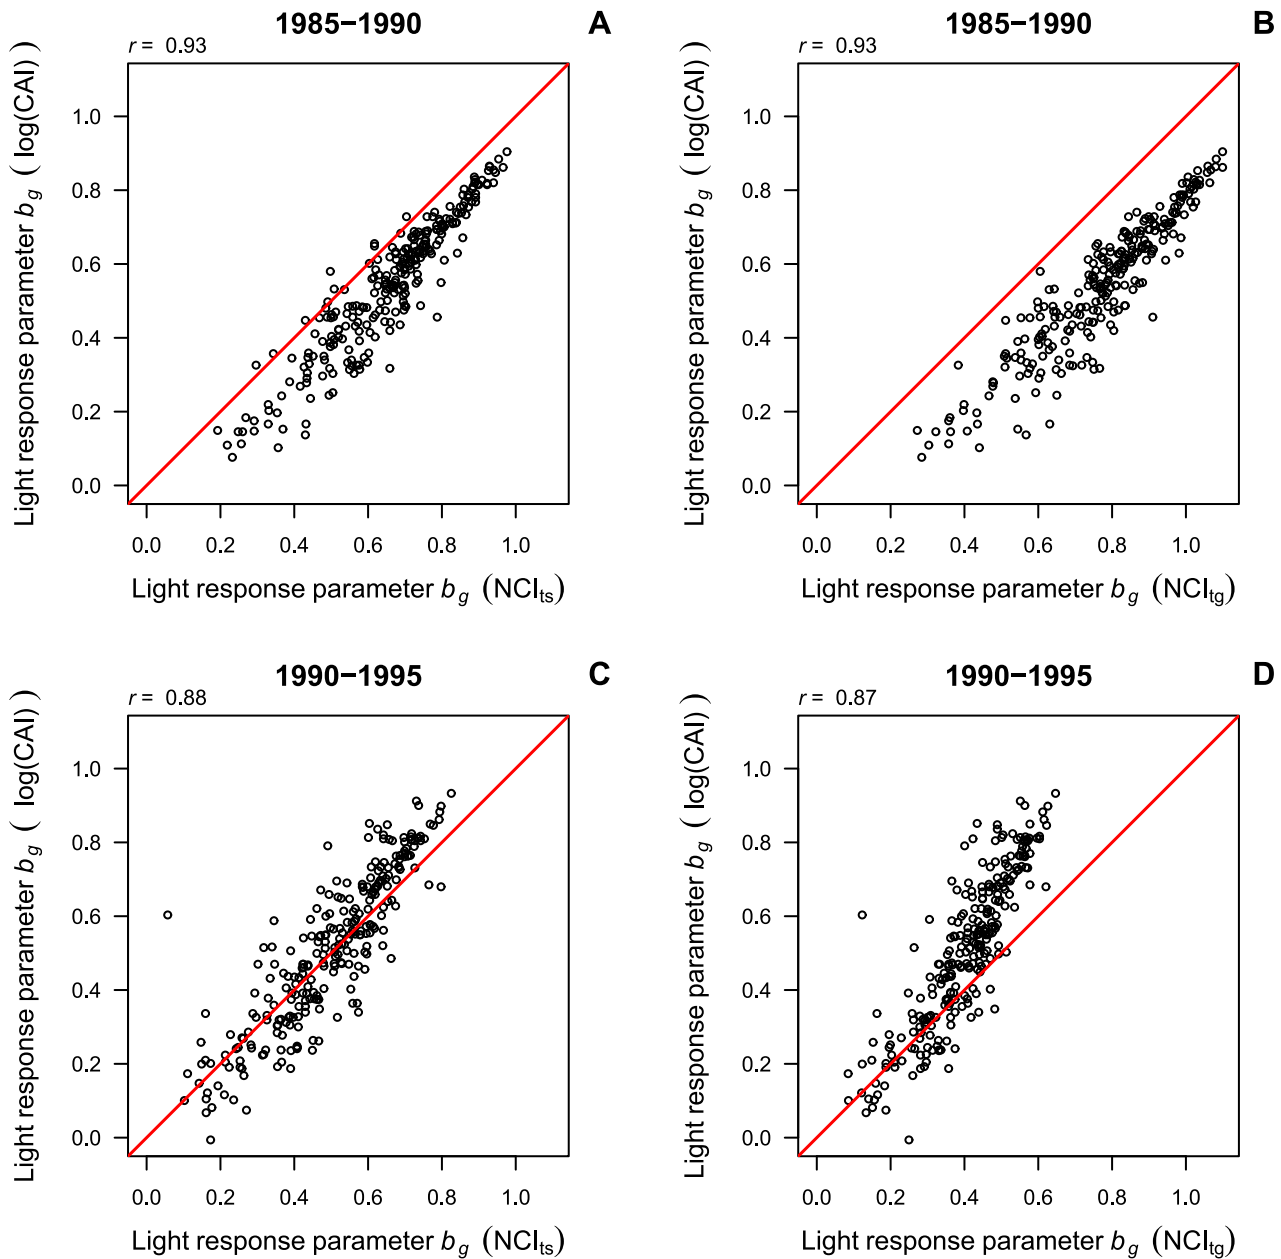 1985−1990
A
r = 0.93
Light response parameter b_g ( log(CAI) )
1.0
0.8
0.6
0.4
0.2
0.0
0.0 0.2 0.4 0.6 0.8 1.0
Light response parameter b_g (NCI_ts)
1985−1990
B
r = 0.93
Light response parameter b_g ( log(CAI) )
1.0
0.8
0.6
0.4
0.2
0.0
0.0 0.2 0.4 0.6 0.8 1.0
Light response parameter b_g (NCI_tg)
1990−1995
C
r = 0.88
Light response parameter b_g ( log(CAI) )
1.0
0.8
0.6
0.4
0.2
0.0
0.0 0.2 0.4 0.6 0.8 1.0
Light response parameter b_g (NCI_ts)
1990−1995
D
r = 0.87
Light response parameter b_g ( log(CAI) )
1.0
0.8
0.6
0.4
0.2
0.0
0.0 0.2 0.4 0.6 0.8 1.0
Light response parameter b_g (NCI_tg)